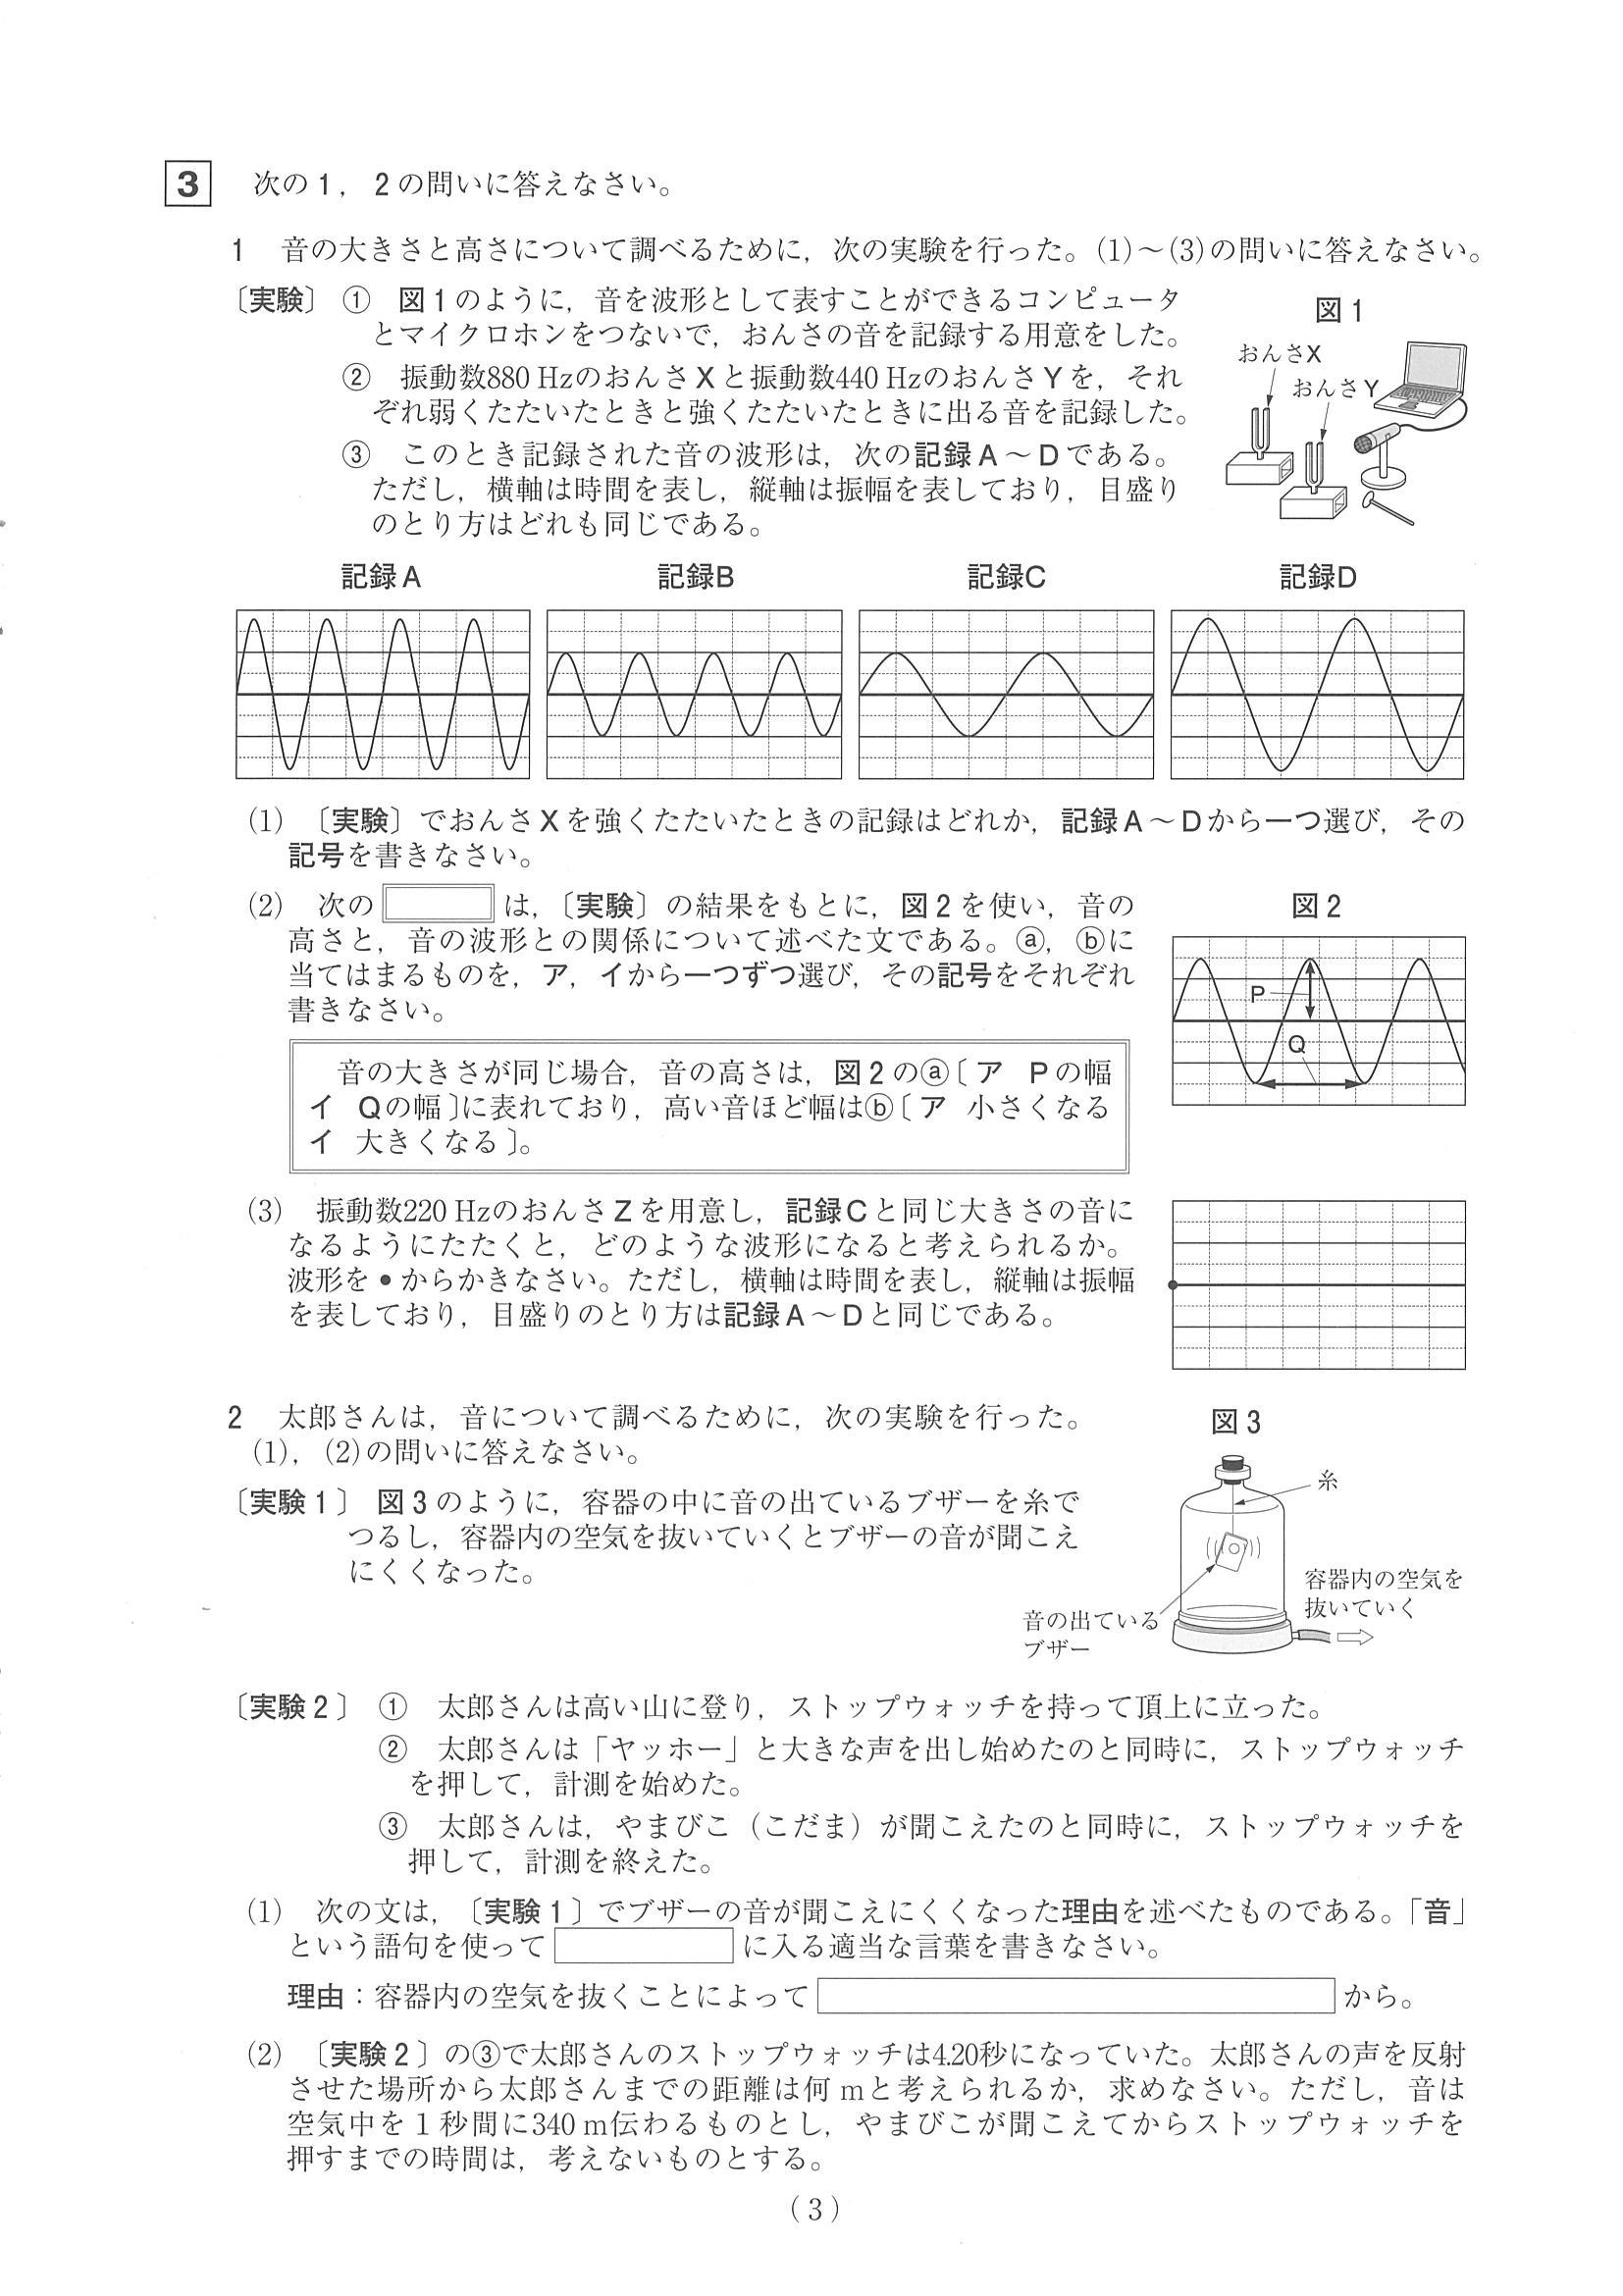 3 次の1，2の問いに答えなさい。
1 音の大きさと高さについて調べるために，次の実験を行った。(1)～(3)の問いに答えなさい。
〔実験〕 ① 図1のように，音を波形として表すことができるコンピュータ
とマイクロホンをつないで，おんさの音を記録する用意をした。
② 振動数880 HzのおんさXと振動数440 HzのおんさYを，それ
ぞれ弱くたたいたときと強くたたいたときに出る音を記録した。
③ このとき記録された音の波形は，次の記録A～Dである。
ただし，横軸は時間を表し，縦軸は振幅を表しており，目盛り
のとり方はどれも同じである。
図1
おんさX
おんさY
記録A 記録B 記録C 記録D
(1) 〔実験〕でおんさXを強くたたいたときの記録はどれか，記録A～Dから一つ選び，その
記号を書きなさい。
(2) 次の は，〔実験〕の結果をもとに，図2を使い，音の
高さと，音の波形との関係について述べた文である。ⓐ，ⓑに
当てはまるものを，ア，イから一つずつ選び，その記号をそれぞれ
書きなさい。
図2
P
Q
音の大きさが同じ場合，音の高さは，図2のⓐ〔ア Pの幅
イ Qの幅〕に表れており，高い音ほど幅はⓑ〔ア 小さくなる
イ 大きくなる〕。
(3) 振動数220 HzのおんさZを用意し，記録Cと同じ大きさの音に
なるようにたたくと，どのような波形になると考えられるか。
波形を●からかきなさい。ただし，横軸は時間を表し，縦軸は振幅
を表しており，目盛りのとり方は記録A～Dと同じである。
2 太郎さんは，音について調べるために，次の実験を行った。
(1)，(2)の問いに答えなさい。
〔実験1〕 図3のように，容器の中に音の出ているブザーを糸で
つるし，容器内の空気を抜いていくとブザーの音が聞こえ
にくくなった。
図3
糸
容器内の空気を
抜いていく
音の出ている
ブザー
〔実験2〕 ① 太郎さんは高い山に登り，ストップウォッチを持って頂上に立った。
② 太郎さんは「ヤッホー」と大きな声を出し始めたのと同時に，ストップウォッチ
を押して，計測を始めた。
③ 太郎さんは，やまびこ（こだま）が聞こえたのと同時に，ストップウォッチを
押して，計測を終えた。
(1) 次の文は，〔実験1〕でブザーの音が聞こえにくくなった理由を述べたものである。「音」
という語句を使って に入る適当な言葉を書きなさい。
理由：容器内の空気を抜くことによって から。
(2) 〔実験2〕の③で太郎さんのストップウォッチは4.20秒になっていた。太郎さんの声を反射
させた場所から太郎さんまでの距離は何mと考えられるか，求めなさい。ただし，音は
空気中を1秒間に340 m伝わるものとし，やまびこが聞こえてからストップウォッチを
押すまでの時間は，考えないものとする。
（3）